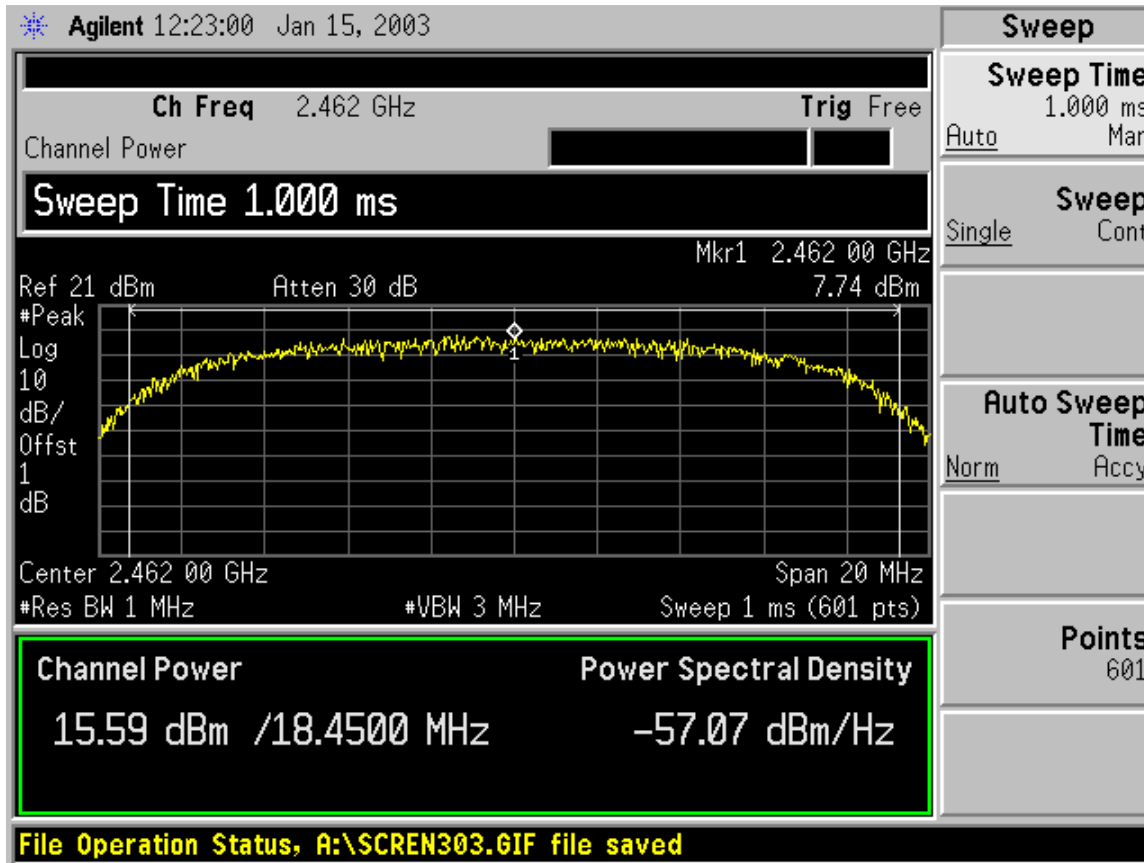 Agilent 12:23:00 Jan 15, 2003
Sweep
Ch Freq 2.462 GHz Trig Free
Channel Power
Sweep Time 1.000 ms
Mkr1 2.462 00 GHz
Ref 21 dBm Atten 30 dB 7.74 dBm
#Peak
Log
10
dB/
Offst
1
dB
1
Center 2.462 00 GHz Span 20 MHz
#Res BW 1 MHz #VBW 3 MHz Sweep 1 ms (601 pts)
Channel Power Power Spectral Density
15.59 dBm /18.4500 MHz -57.07 dBm/Hz
File Operation Status, A:\SCREN303.GIF file saved
Sweep Time
1.000 ms
Auto Man
Sweep
Single Cont
Auto Sweep
Time
Norm Accy
Points
601